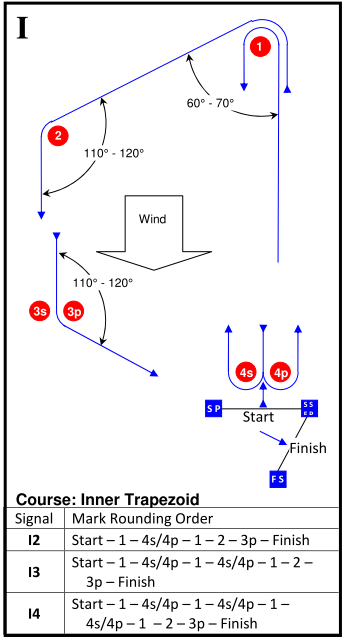 I
1
60° - 70°
2
110° - 120°
Wind
110° - 120°
3s 3p
4s 4p
SP
Start
Finish
FS
Course: Inner Trapezoid
Signal Mark Rounding Order
I2 Start – 1 – 4s/4p – 1 – 2 – 3p – Finish
I3 Start – 1 – 4s/4p – 1 – 4s/4p – 1 – 2 –
3p – Finish
I4 Start – 1 – 4s/4p – 1 – 4s/4p – 1 –
4s/4p – 1 – 2 – 3p – Finish